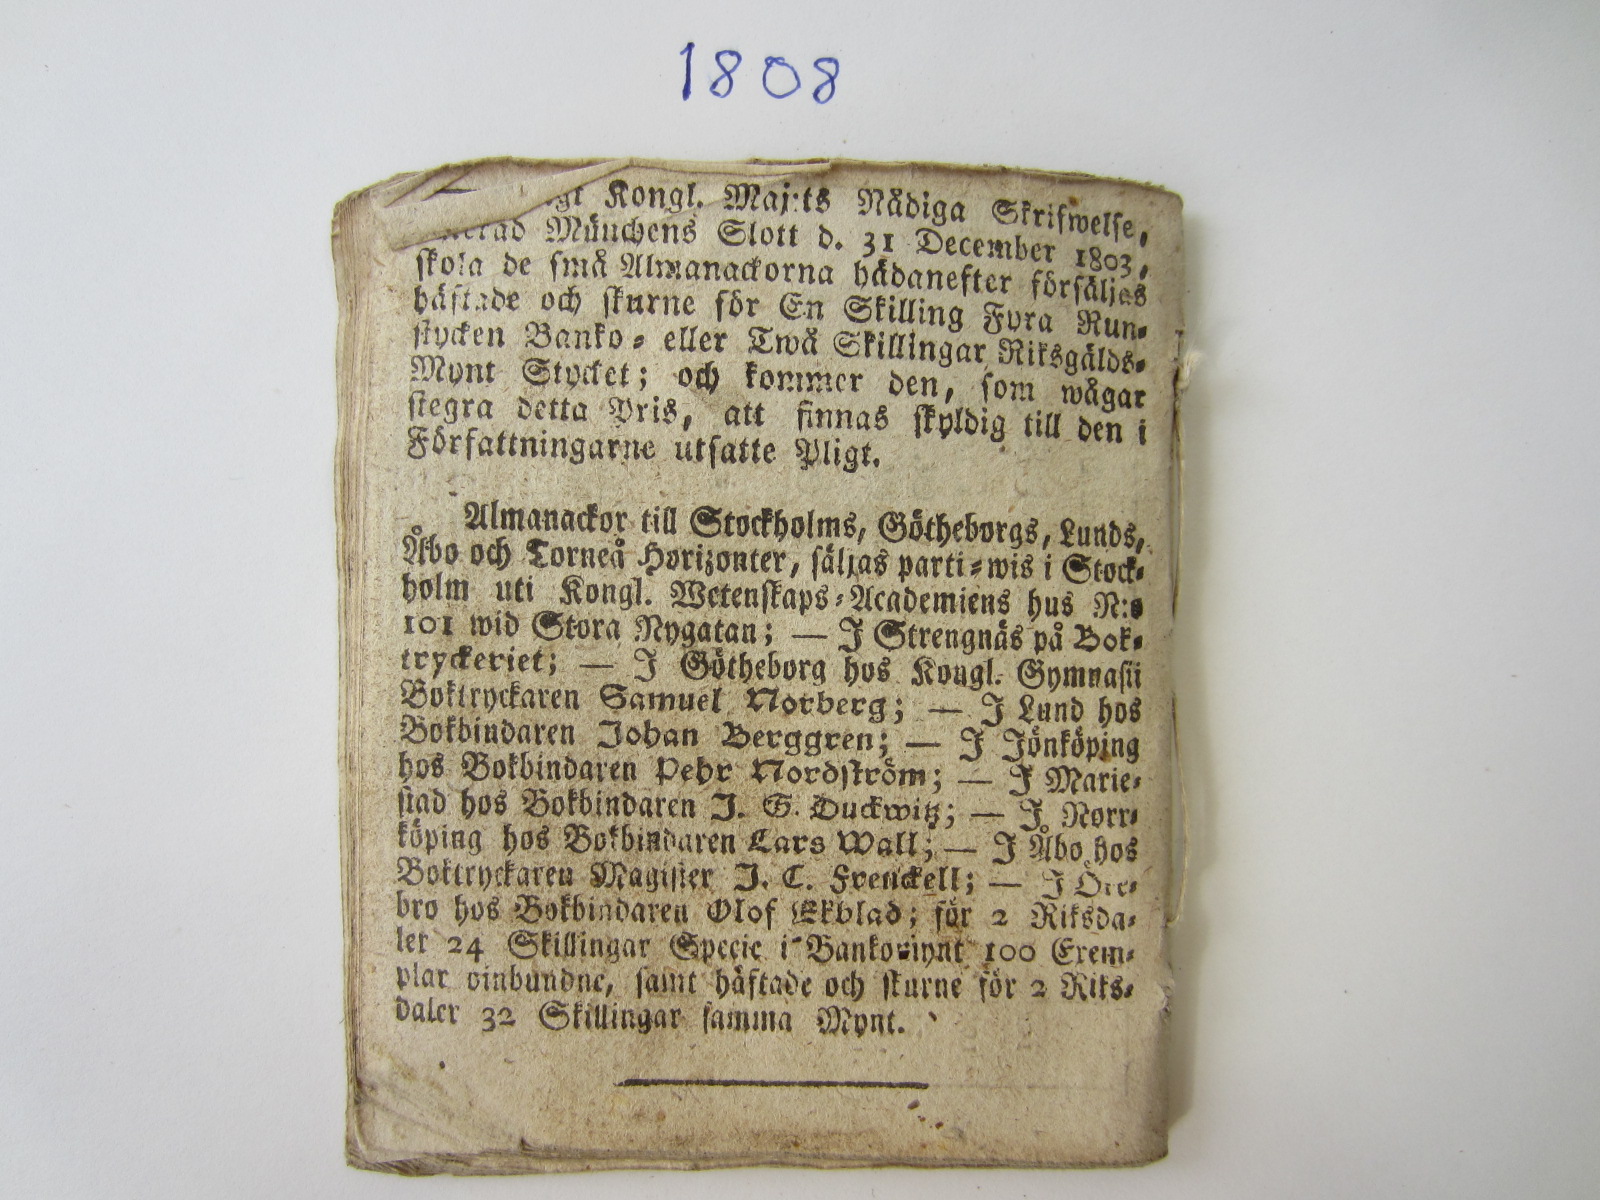 1808
Kongl. Maj:ts Nådiga Skrifwelse,
Münchens Slott d. 31 December 1803,
skola de små Almanackorna hädanefter försäljas
häftade och skurne för En Skilling Fyra Run-
stycken Banko- eller Twå Skillingar Riksgälds-
Mynt Stycket; och kommer den, som wågar
stegra detta Pris, att finnas skyldig till den i
Författningarne utsatte Pligt.
Almanackor till Stockholms, Götheborgs, Lunds,
Åbo och Torneå Horizonter, säljas parti-wis i Stock-
holm uti Kongl. Wetenskaps-Academiens hus N:o
101 wid Stora Nygatan; — I Strengnäs på Bok-
tryckeriet; — I Götheborg hos Kongl. Gymnasii
Boktryckaren Samuel Norberg; — I Lund hos
Bokbindaren Johan Berggren; — I Jönköping
hos Bokbindaren Pehr Nordström; — I Marie-
stad hos Bokbindaren J. G. Duckwitz; — I Norr-
köping hos Bokbindaren Lars Wall; — I Åbo hos
Boktryckaren Magister J. C. Frenckell; — I Öre-
bro hos Bokbindaren Olof Ekblad; för 2 Riksda-
ler 24 Skillingar Specie i Bankomynt 100 Exem-
plar oinbundne, samt häftade och skurne för 2 Riks-
daler 32 Skillingar samma Mynt.